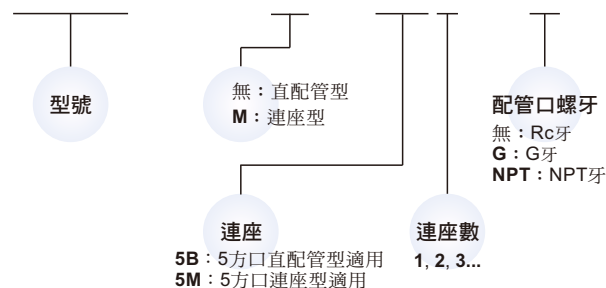 型號
無：直配管型
M：連座型
配管口螺牙
無：Rc牙
G：G牙
NPT：NPT牙
連座
5B：5方口直配管型適用
5M：5方口連座型適用
連座數
1, 2, 3...